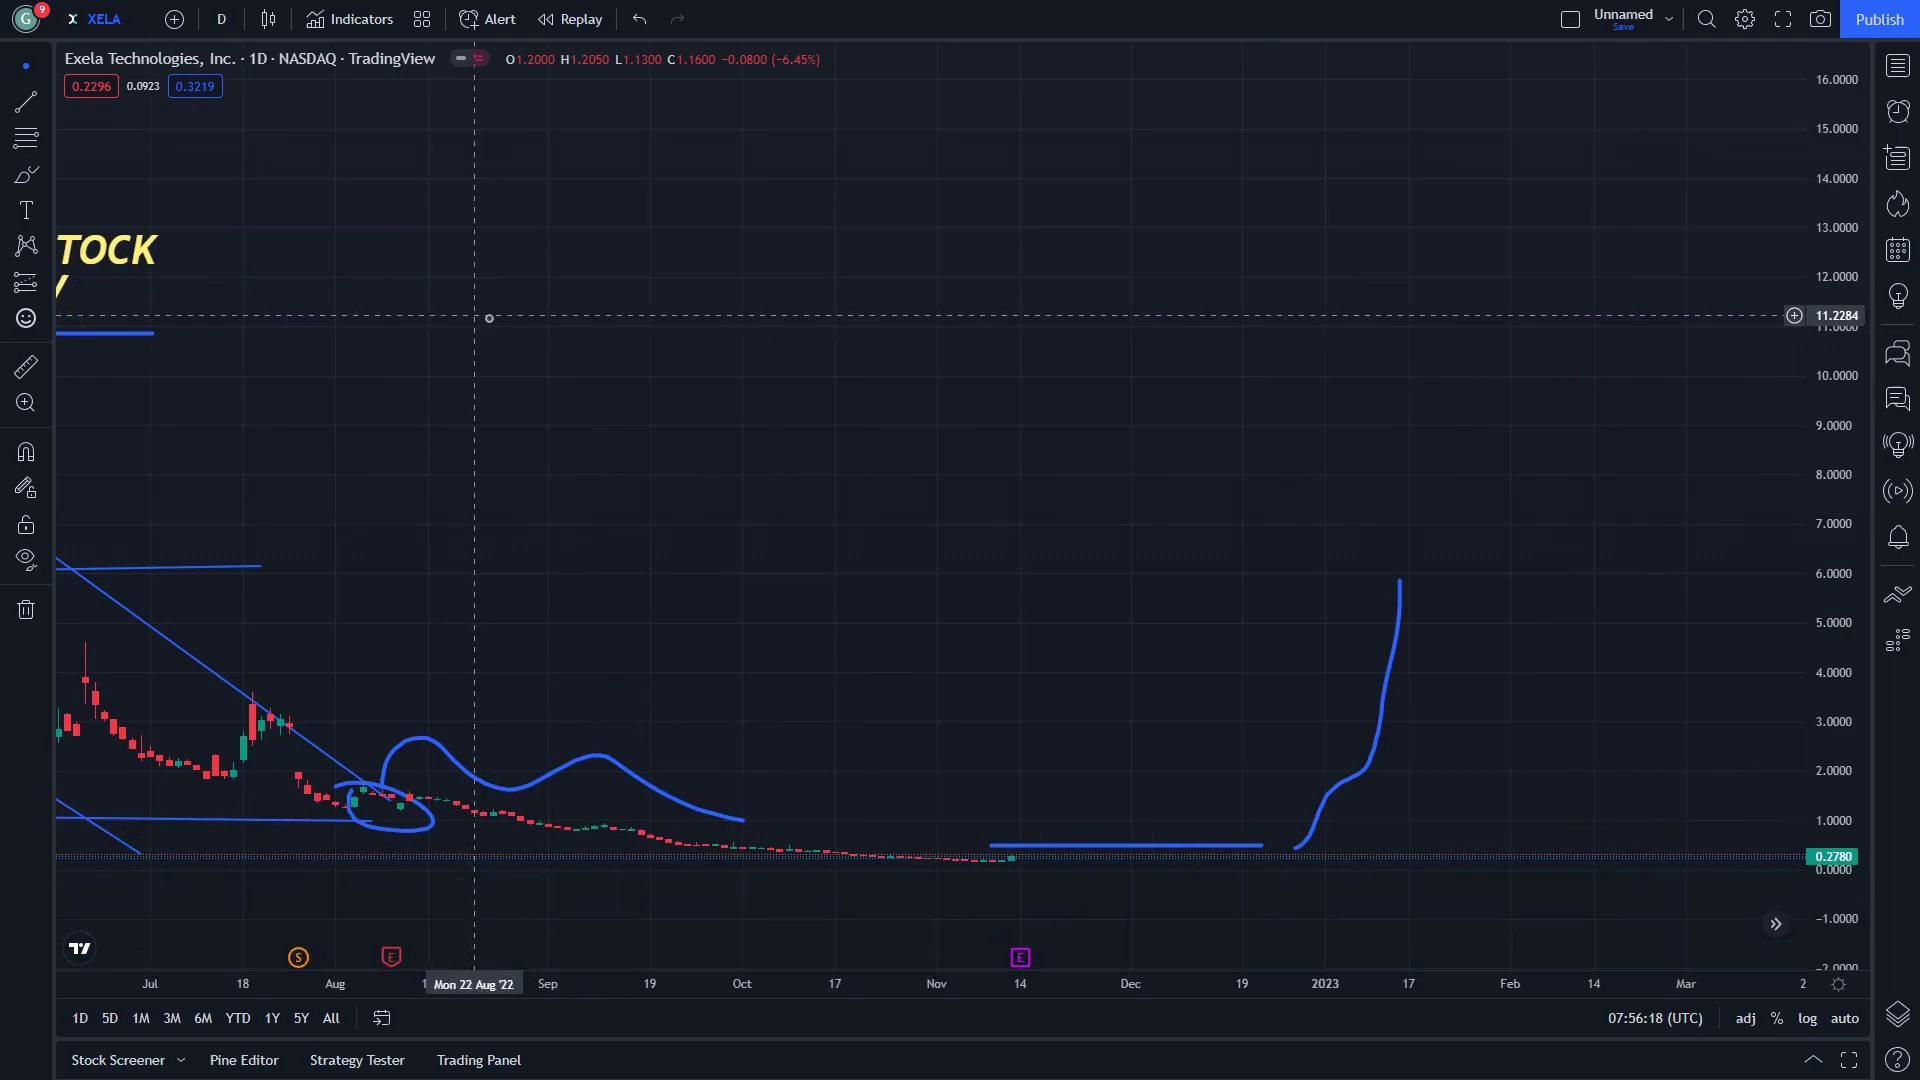 G 9 XELA D Indicators Alert Replay Unnamed Save Publish
Exela Technologies, Inc. · 1D · NASDAQ · TradingView O1.2000 H1.2050 L1.1300 C1.1600 −0.0800 (−6.45%)
0.2296 0.0923 0.3219
16.0000
15.0000
14.0000
13.0000
TOCK
12.0000
11.2284
11.0000
10.0000
9.0000
8.0000
7.0000
6.0000
5.0000
4.0000
3.0000
2.0000
1.0000
0.2780
0.0000
−1.0000
S E E
−2.0000
Jul 18 Aug Mon 22 Aug '22 Sep 19 Oct 17 Nov 14 Dec 19 2023 17 Feb 14 Mar 2
1D 5D 1M 3M 6M YTD 1Y 5Y All 07:56:18 (UTC) adj % log auto
Stock Screener Pine Editor Strategy Tester Trading Panel